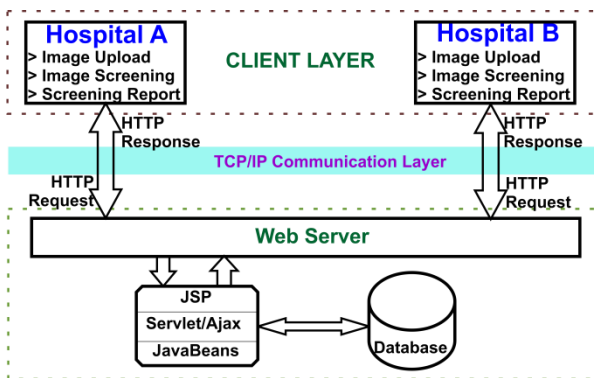 Hospital A
> Image Upload
> Image Screening
> Screening Report
CLIENT LAYER
Hospital B
> Image Upload
> Image Screening
> Screening Report
HTTP
Response
HTTP
Response
TCP/IP Communication Layer
HTTP
Request
HTTP
Request
Web Server
JSP
Servlet/Ajax
JavaBeans
Database